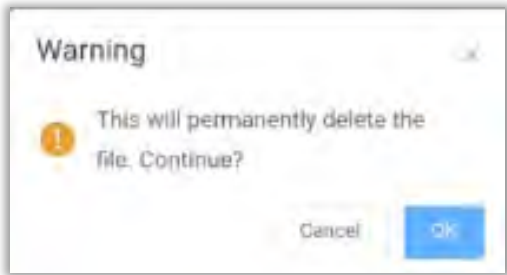 Warning
This will permanently delete the
file. Continue?
Cancel
OK